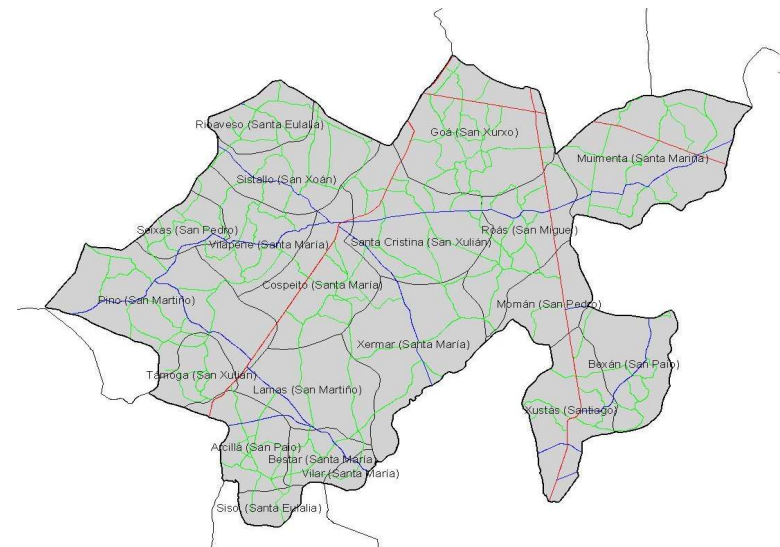 Rioaveso (Santa Eulalia)
Goá (San Xurxo)
Muimenta (Santa Mariña)
Sistallo (San Xoán)
Seixas (San Pedro)
Roás (San Miguel)
Vilapene (Santa María)
Santa Cristina (San Xulián)
Cospeito (Santa María)
Pino (San Martiño)
Momán (San Pedro)
Xermar (Santa María)
Bexán (San Paio)
Támoga (San Xulián)
Lamas (San Martiño)
Xustás (Santiago)
Arcillá (San Paio)
Bestar (Santa María)
Vilar (Santa María)
Sisoi (Santa Eulalia)